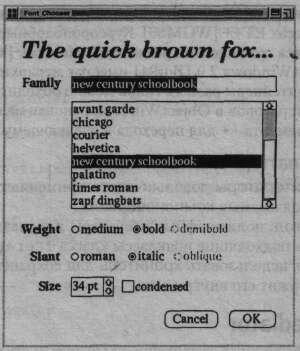 Font Chooser
The quick brown fox...
Family new century schoolbook
avant garde
chicago
courier
helvetica
new century schoolbook
palatino
times roman
zapf dingbats
Weight medium bold demibold
Slant roman italic oblique
Size 34 pt condensed
Cancel OK